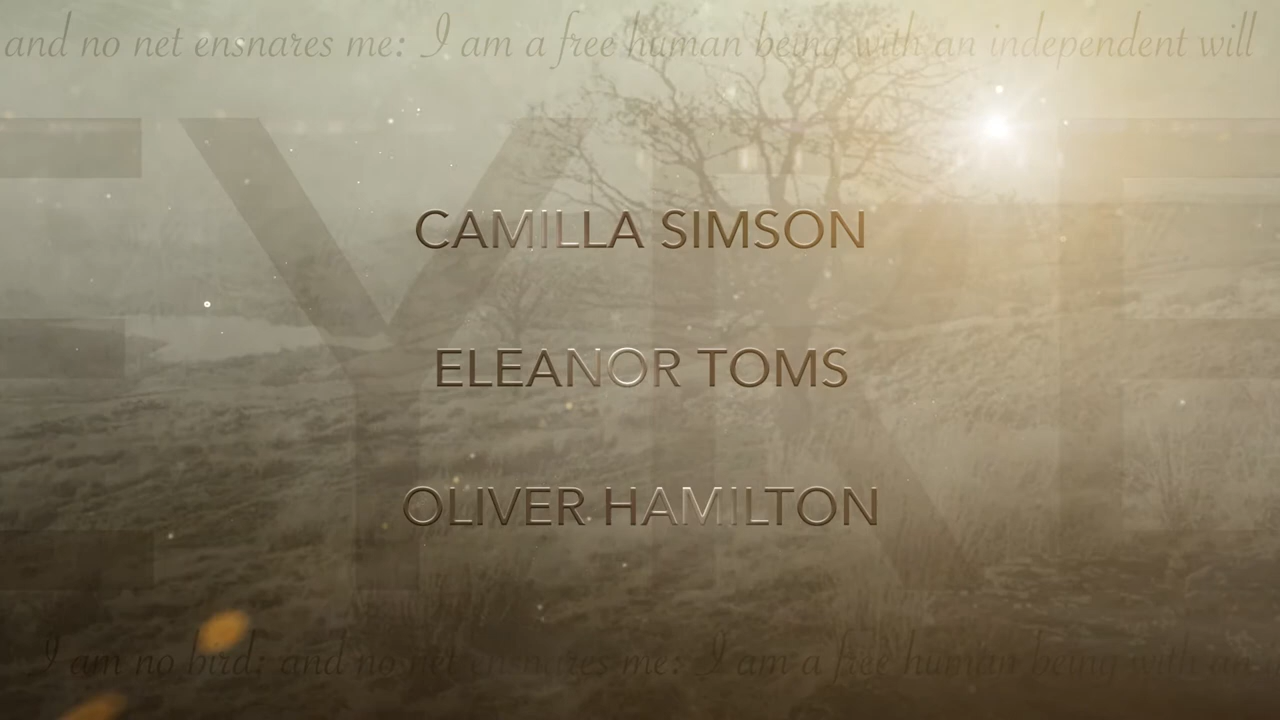 and no net ensnares me: I am a free human being with an independent will
EYRE
CAMILLA SIMSON
ELEANOR TOMS
OLIVER HAMILTON
I am no bird: and no net ensnares me: I am a free human being with an